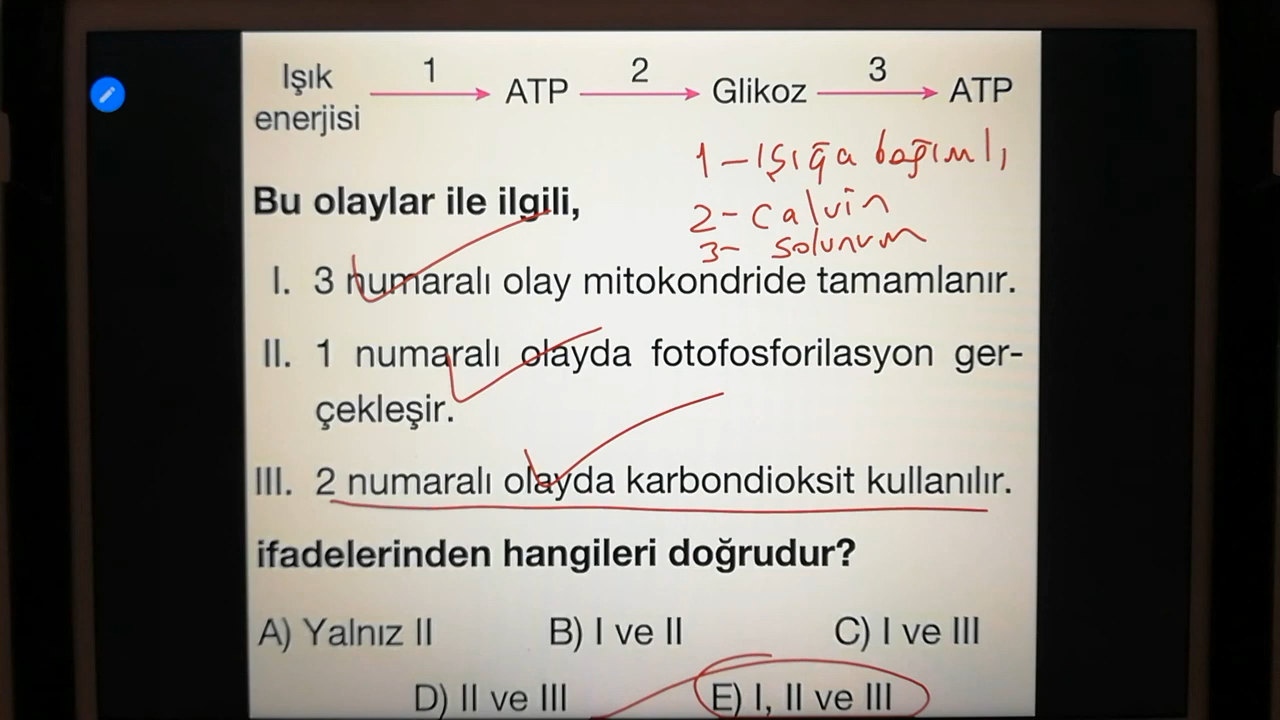 Işık enerjisi 1 ATP 2 Glikoz 3 ATP
1-Işığa bağımlı
2- Calvin
3- solunum
Bu olaylar ile ilgili,
I. 3 numaralı olay mitokondride tamamlanır.
II. 1 numaralı olayda fotofosforilasyon ger-
çekleşir.
III. 2 numaralı olayda karbondioksit kullanılır.
ifadelerinden hangileri doğrudur?
A) Yalnız II B) I ve II C) I ve III
D) II ve III E) I, II ve III